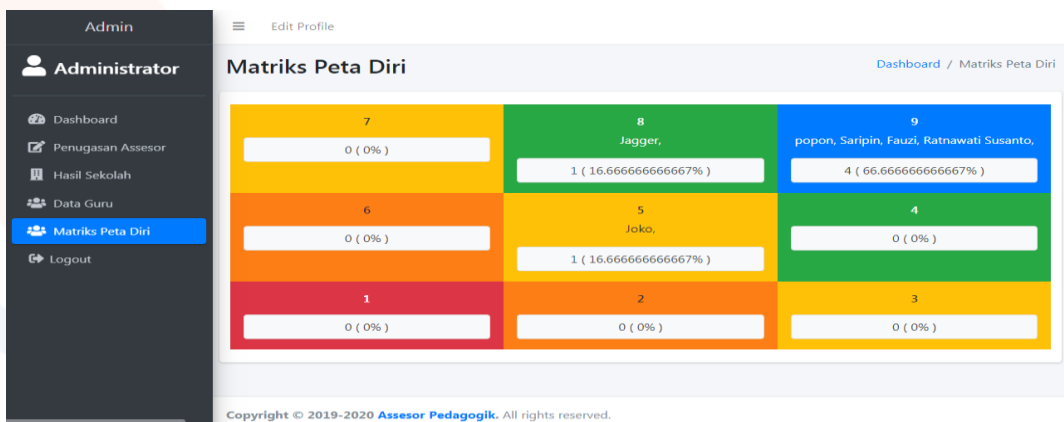 Admin
Administrator
Dashboard
Penugasan Assesor
Hasil Sekolah
Data Guru
Matriks Peta Diri
Logout
Edit Profile
Matriks Peta Diri
Dashboard / Matriks Peta Diri
7
0 ( 0% )
8
Jagger,
1 ( 16.666666666667% )
9
popon, Saripin, Fauzi, Ratnawati Susanto,
4 ( 66.666666666667% )
6
0 ( 0% )
5
Joko,
1 ( 16.666666666667% )
4
0 ( 0% )
1
0 ( 0% )
2
0 ( 0% )
3
0 ( 0% )
Copyright © 2019-2020 Assesor Pedagogik. All rights reserved.